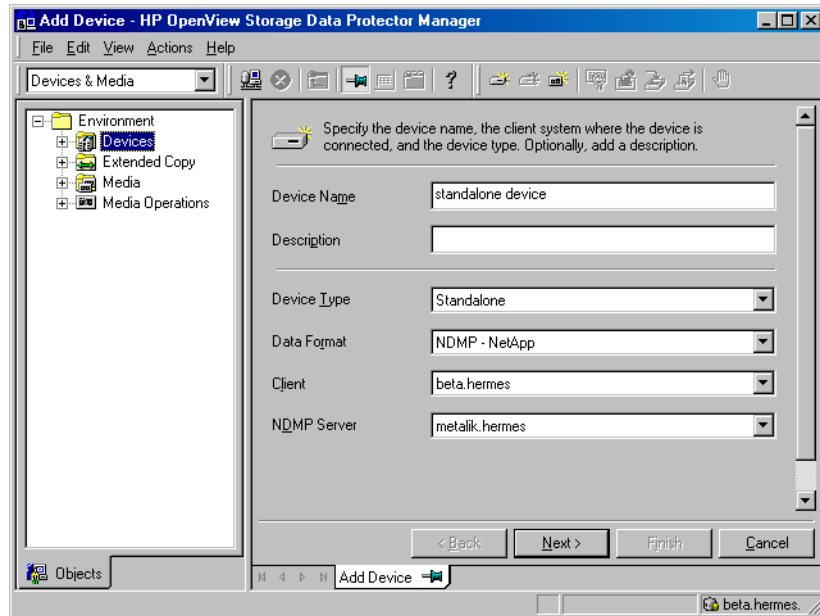 Add Device - HP OpenView Storage Data Protector Manager
File Edit View Actions Help
Devices & Media
Environment
Devices
Extended Copy
Media
Media Operations
Specify the device name, the client system where the device is
connected, and the device type. Optionally, add a description.
Device Name standalone device
Description
Device Type Standalone
Data Format NDMP - NetApp
Client beta.hermes
NDMP Server metalik.hermes
< Back Next > Finish Cancel
Objects
Add Device
beta.hermes.